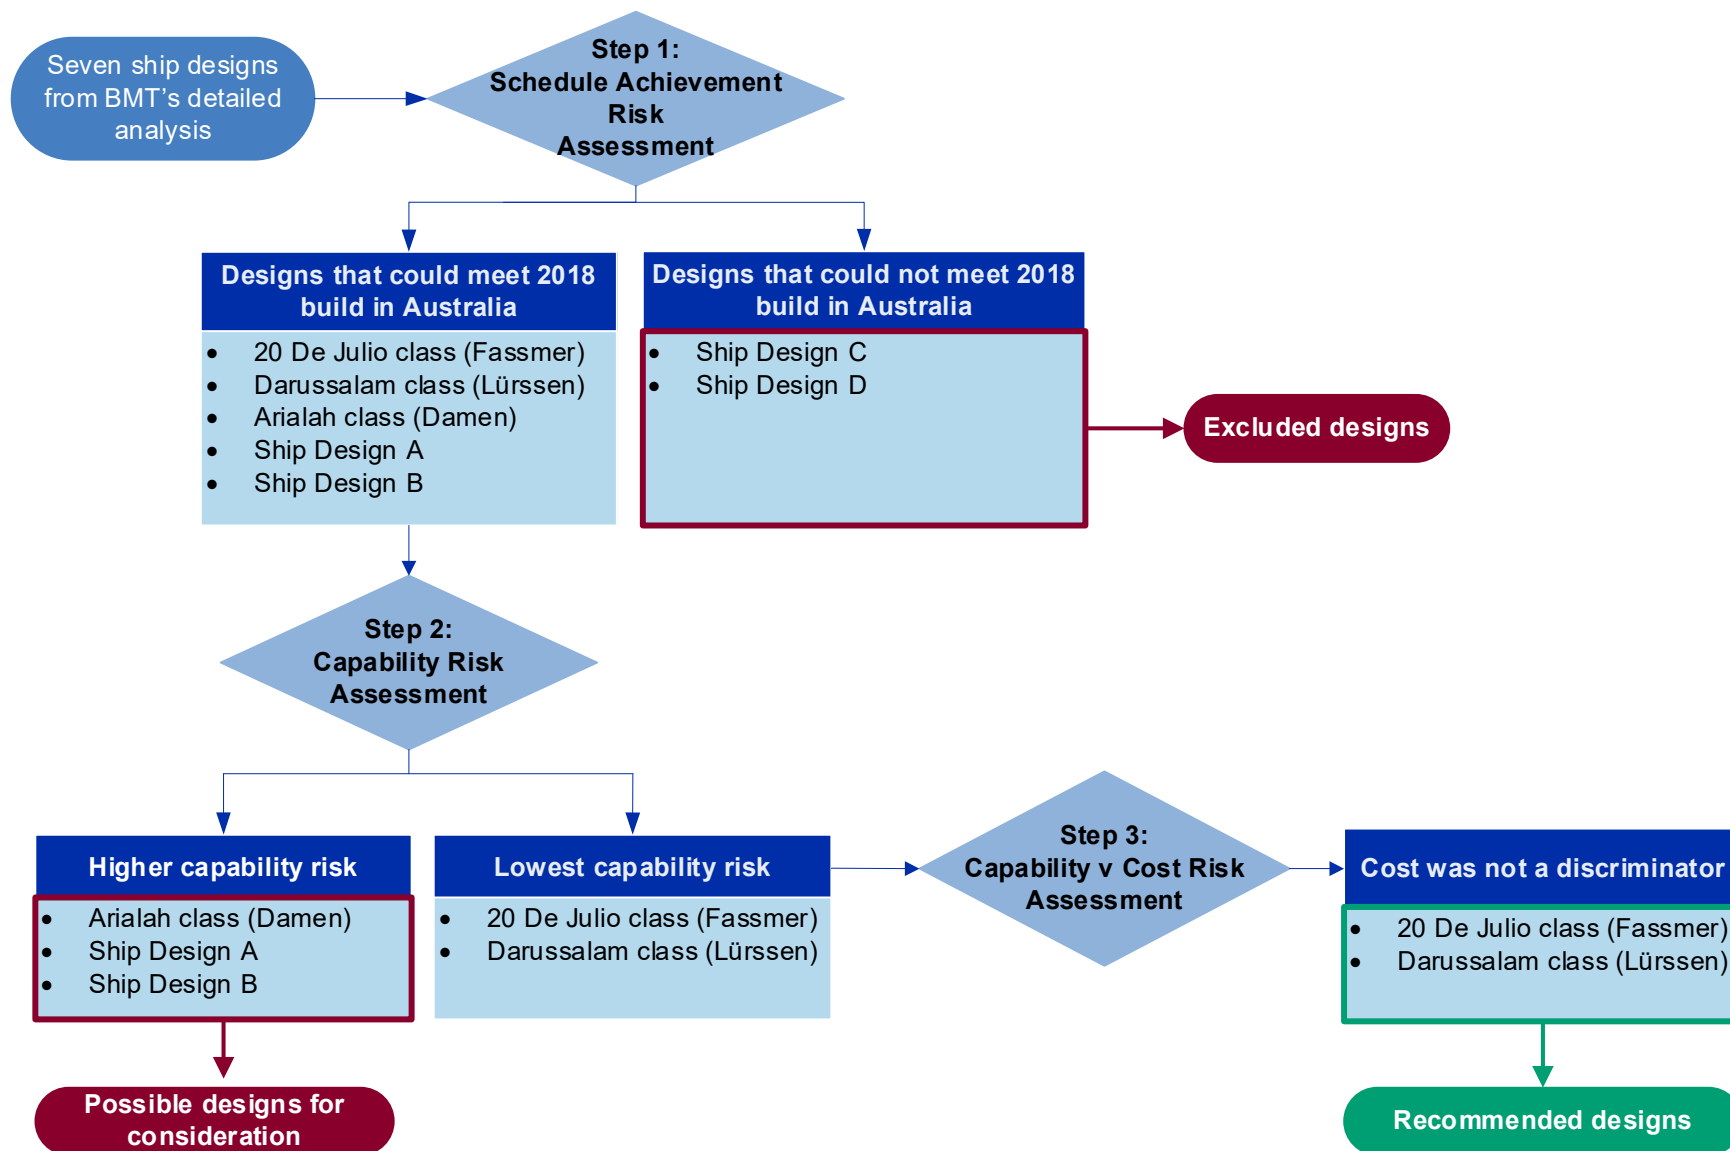 Seven ship designs
from BMT's detailed
analysis
Step 1:
Schedule Achievement
Risk
Assessment
Designs that could meet 2018
build in Australia
• 20 De Julio class (Fassmer)
• Darussalam class (Lürssen)
• Arialah class (Damen)
• Ship Design A
• Ship Design B
Designs that could not meet 2018
build in Australia
• Ship Design C
• Ship Design D
Excluded designs
Step 2:
Capability Risk
Assessment
Higher capability risk
• Arialah class (Damen)
• Ship Design A
• Ship Design B
Possible designs for
consideration
Lowest capability risk
• 20 De Julio class (Fassmer)
• Darussalam class (Lürssen)
Step 3:
Capability v Cost Risk
Assessment
Cost was not a discriminator
• 20 De Julio class (Fassmer)
• Darussalam class (Lürssen)
Recommended designs